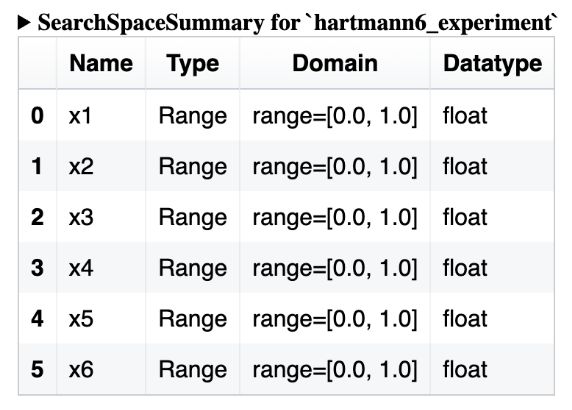 ▶ SearchSpaceSummary for `hartmann6_experiment`
Name Type Domain Datatype
0 x1 Range range=[0.0, 1.0] float
1 x2 Range range=[0.0, 1.0] float
2 x3 Range range=[0.0, 1.0] float
3 x4 Range range=[0.0, 1.0] float
4 x5 Range range=[0.0, 1.0] float
5 x6 Range range=[0.0, 1.0] float